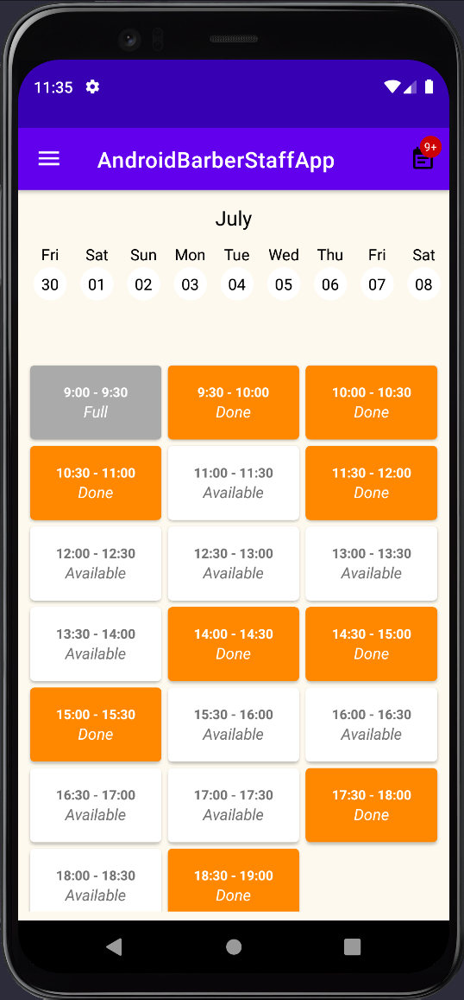 11:35
AndroidBarberStaffApp
9+
July
Fri Sat Sun Mon Tue Wed Thu Fri Sat
30 01 02 03 04 05 06 07 08
9:00 - 9:30 9:30 - 10:00 10:00 - 10:30
Full Done Done
10:30 - 11:00 11:00 - 11:30 11:30 - 12:00
Done Available Done
12:00 - 12:30 12:30 - 13:00 13:00 - 13:30
Available Available Available
13:30 - 14:00 14:00 - 14:30 14:30 - 15:00
Available Done Done
15:00 - 15:30 15:30 - 16:00 16:00 - 16:30
Done Available Available
16:30 - 17:00 17:00 - 17:30 17:30 - 18:00
Available Available Done
18:00 - 18:30 18:30 - 19:00
Available Done